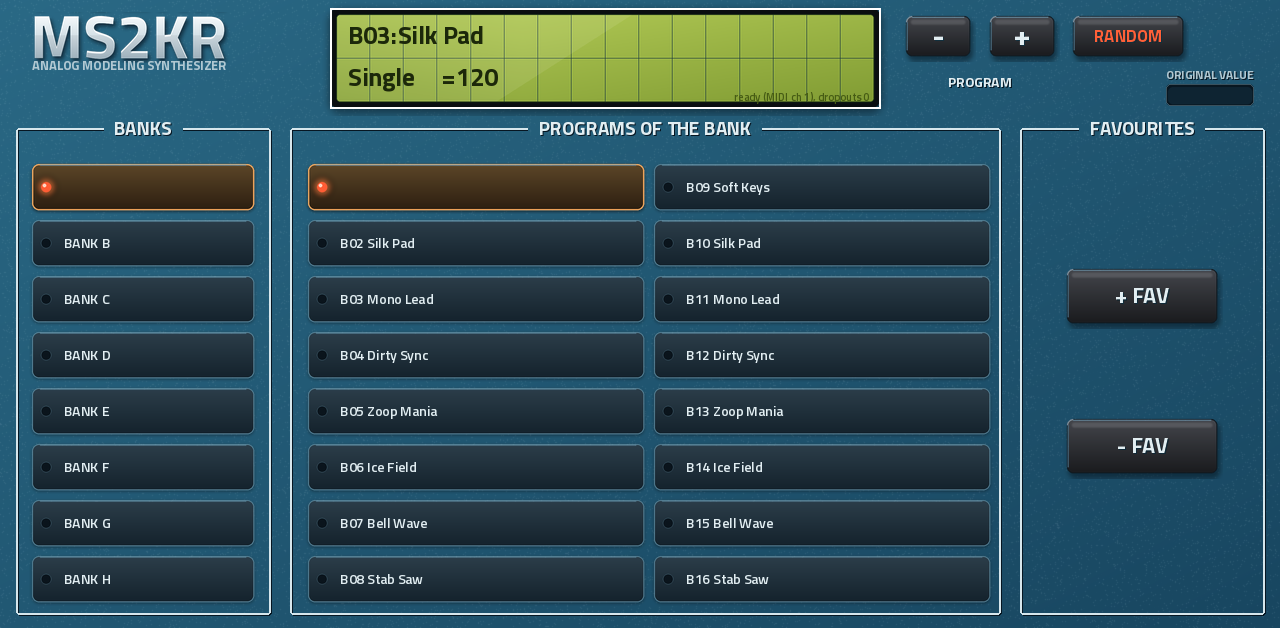 MS2KR
ANALOG MODELING SYNTHESIZER
B03:Silk Pad
Single =120
ready (MIDI ch 1), dropouts 0
-
+
RANDOM
PROGRAM
ORIGINAL VALUE
BANKS
BANK B
BANK C
BANK D
BANK E
BANK F
BANK G
BANK H
PROGRAMS OF THE BANK
B02 Silk Pad
B03 Mono Lead
B04 Dirty Sync
B05 Zoop Mania
B06 Ice Field
B07 Bell Wave
B08 Stab Saw
B09 Soft Keys
B10 Silk Pad
B11 Mono Lead
B12 Dirty Sync
B13 Zoop Mania
B14 Ice Field
B15 Bell Wave
B16 Stab Saw
FAVOURITES
+ FAV
- FAV